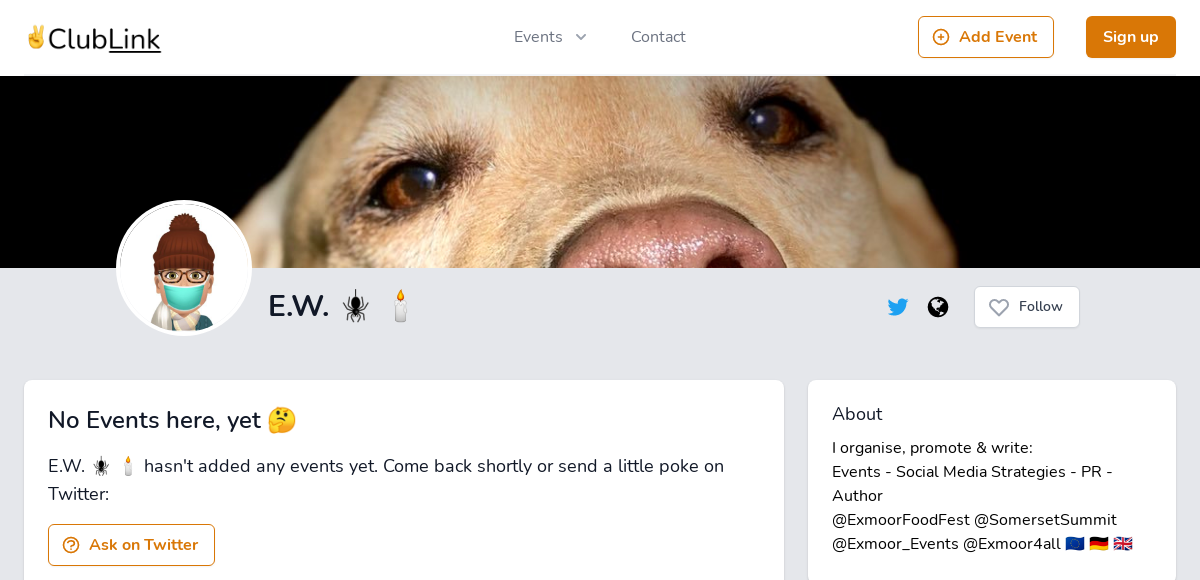 ✌ClubLink
Events
Contact
Add Event
Sign up
E.W. 🕷 🕯
Follow
No Events here, yet 🤔
E.W. 🕷 🕯 hasn't added any events yet. Come back shortly or send a little poke on
Twitter:
Ask on Twitter
About
I organise, promote & write:
Events - Social Media Strategies - PR -
Author
@ExmoorFoodFest @SomersetSummit
@Exmoor_Events @Exmoor4all 🇪🇺 🇩🇪 🇬🇧